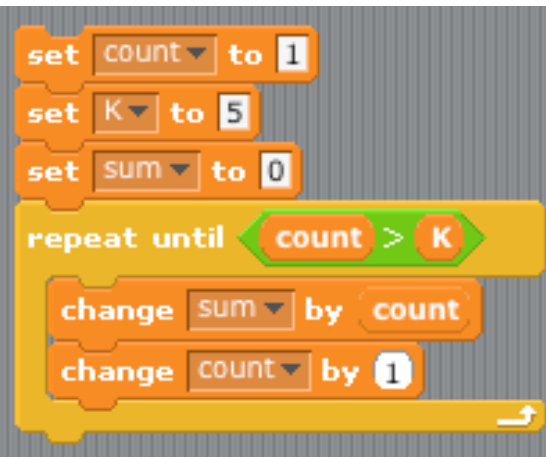 set count to 1
set K to 5
set sum to 0
repeat until count > K
change sum by count
change count by 1